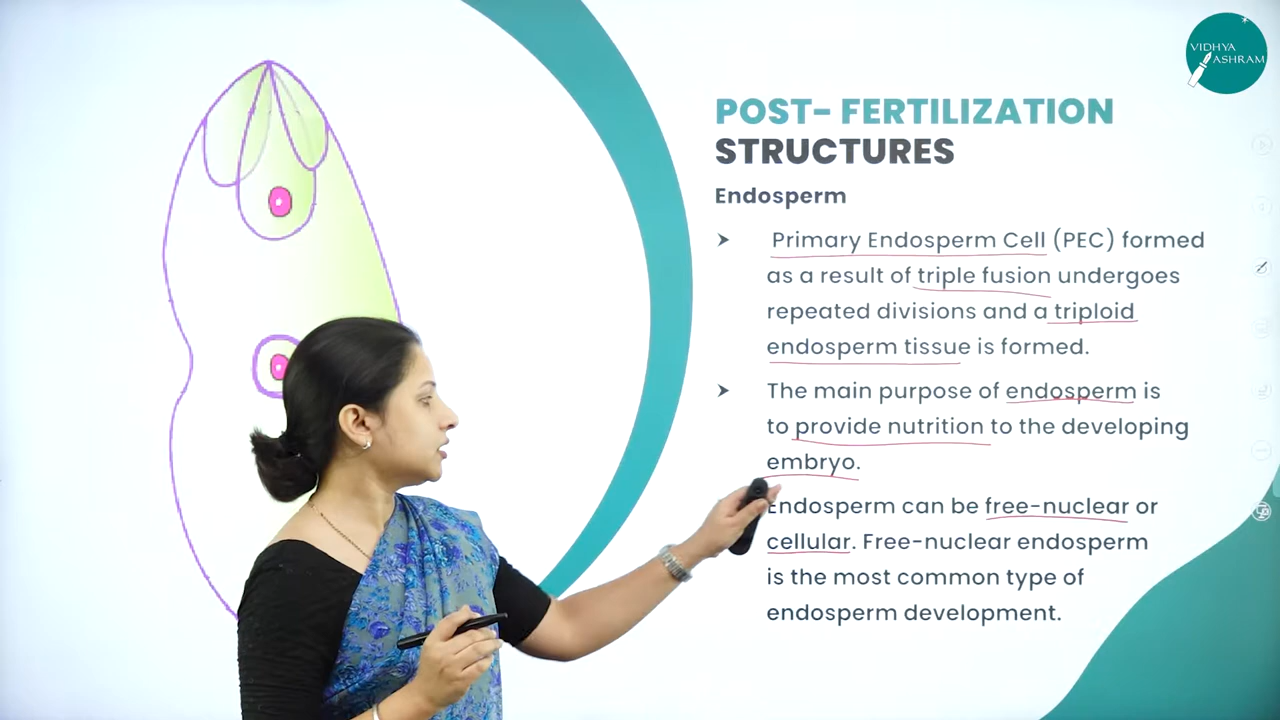 VIDHYA
ASHRAM
POST- FERTILIZATION
STRUCTURES
Endosperm
Primary Endosperm Cell (PEC) formed
as a result of triple fusion undergoes
repeated divisions and a triploid
endosperm tissue is formed.
The main purpose of endosperm is
to provide nutrition to the developing
embryo.
Endosperm can be free-nuclear or
cellular. Free-nuclear endosperm
is the most common type of
endosperm development.